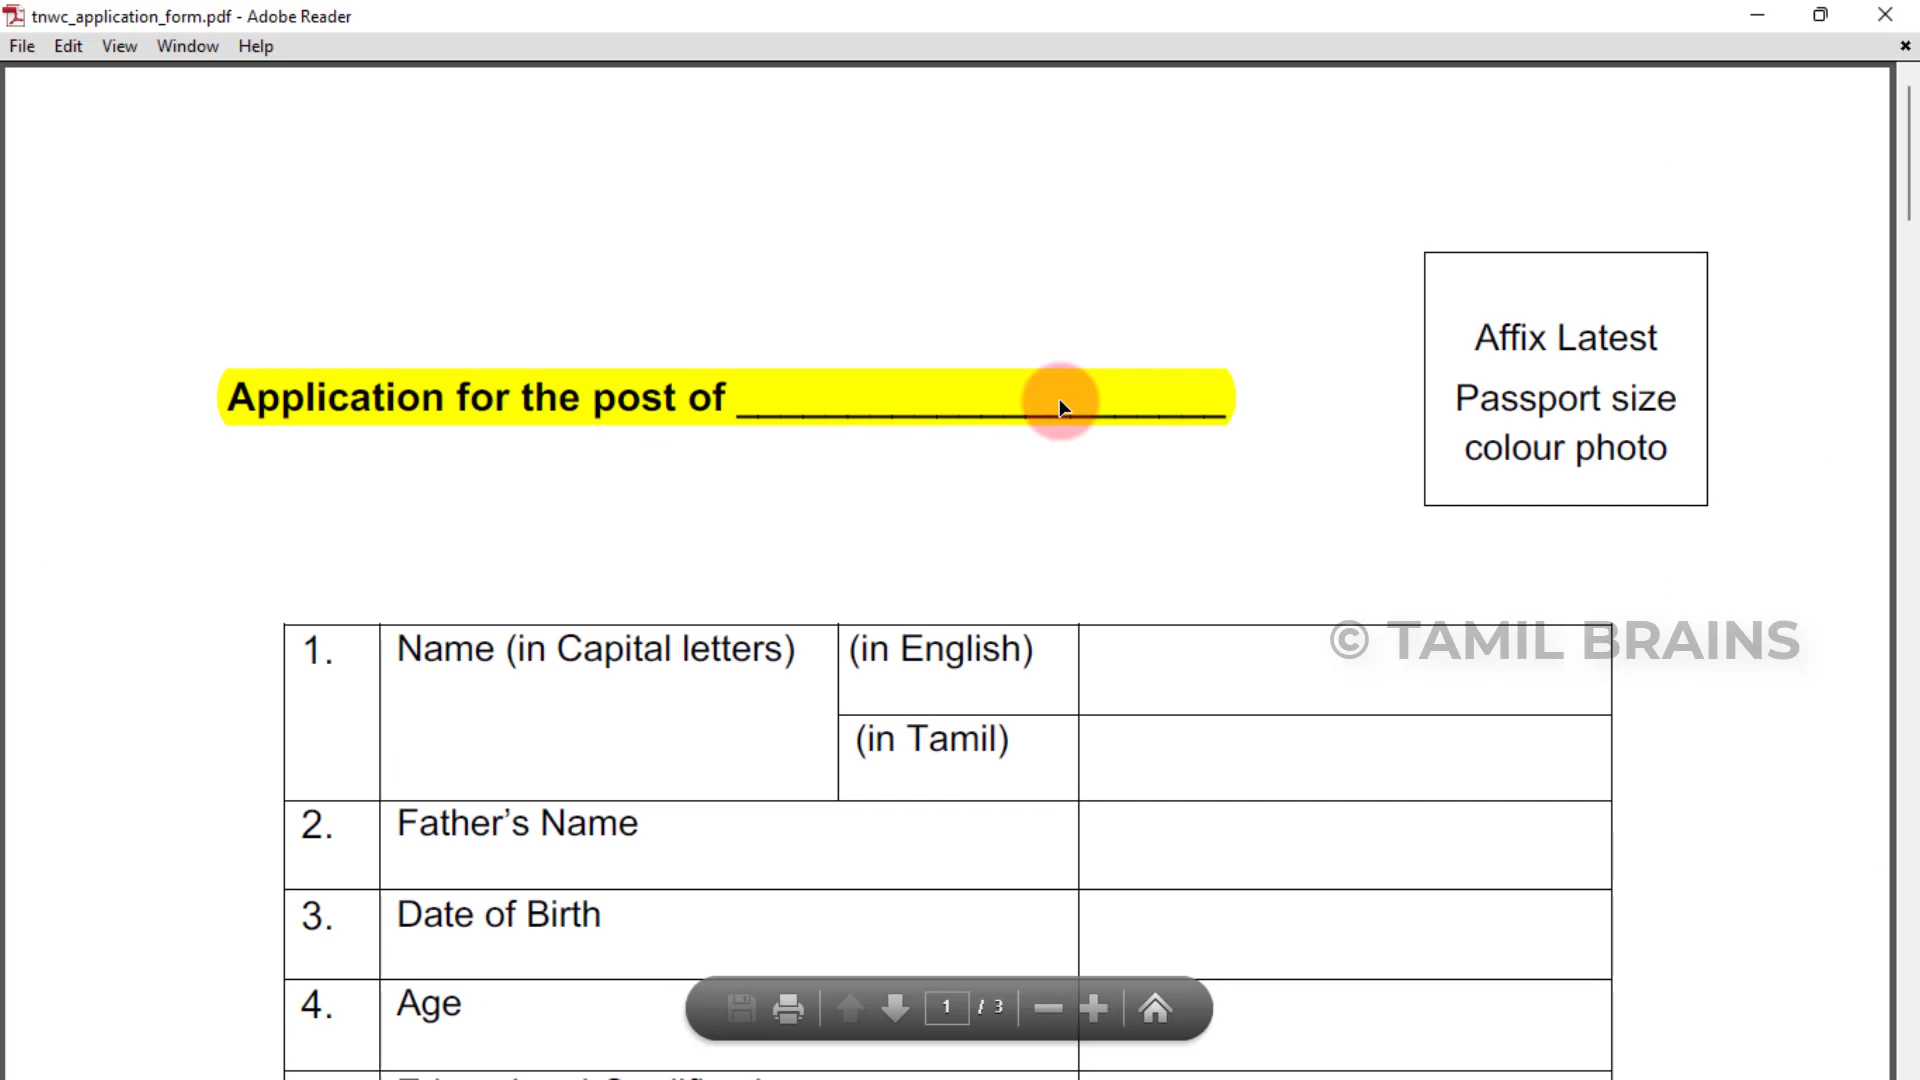 tnwc_application_form.pdf - Adobe Reader
File Edit View Window Help
Affix Latest
Passport size
colour photo
Application for the post of ______________________
© TAMIL BRAINS
1. Name (in Capital letters) (in English)
(in Tamil)
2. Father’s Name
3. Date of Birth
4. Age
1 / 3